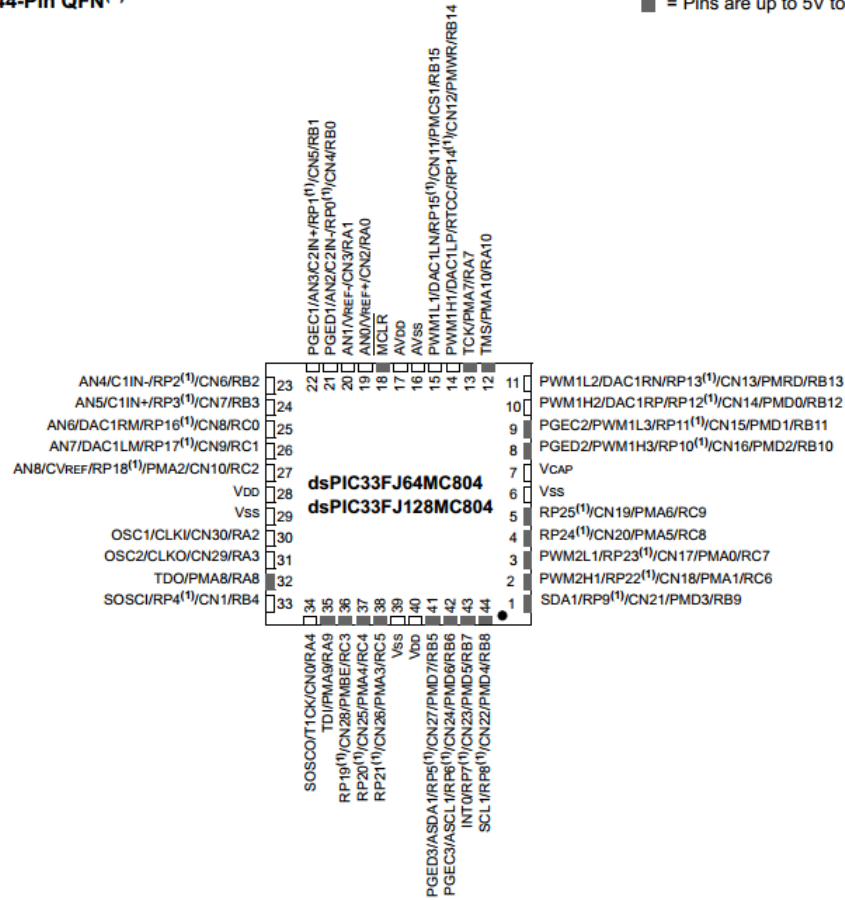 44-Pin QFN
= Pins are up to 5V to
PGEC1/AN3/C2IN+/RP1(1)/CN5/RB1
PGED1/AN2/C2IN-/RP0(1)/CN4/RB0
AN1/VREF-/CN3/RA1
AN0/VREF+/CN2/RA0
MCLR
AVDD
AVSS
PWM1L1/DAC1LN/RP15(1)/CN11/PMCS1/RB15
PWM1H1/DAC1LP/RTCC/RP14(1)/CN12/PMWR/RB14
TCK/PMA7/RA7
TMS/PMA10/RA10
22 21 20 19 18 17 16 15 14 13 12
AN4/C1IN-/RP2(1)/CN6/RB2 23
AN5/C1IN+/RP3(1)/CN7/RB3 24
AN6/DAC1RM/RP16(1)/CN8/RC0 25
AN7/DAC1LM/RP17(1)/CN9/RC1 26
AN8/CVREF/RP18(1)/PMA2/CN10/RC2 27
VDD 28
VSS 29
OSC1/CLKI/CN30/RA2 30
OSC2/CLKO/CN29/RA3 31
TDO/PMA8/RA8 32
SOSCI/RP4(1)/CN1/RB4 33
dsPIC33FJ64MC804
dsPIC33FJ128MC804
11 PWM1L2/DAC1RN/RP13(1)/CN13/PMRD/RB13
10 PWM1H2/DAC1RP/RP12(1)/CN14/PMD0/RB12
9 PGEC2/PWM1L3/RP11(1)/CN15/PMD1/RB11
8 PGED2/PWM1H3/RP10(1)/CN16/PMD2/RB10
7 VCAP
6 VSS
5 RP25(1)/CN19/PMA6/RC9
4 RP24(1)/CN20/PMA5/RC8
3 PWM2L1/RP23(1)/CN17/PMA0/RC7
2 PWM2H1/RP22(1)/CN18/PMA1/RC6
1 SDA1/RP9(1)/CN21/PMD3/RB9
34 35 36 37 38 39 40 41 42 43 44
SOSCO/T1CK/CN0/RA4
TDI/PMA9/RA9
RP19(1)/CN28/PMBE/RC3
RP20(1)/CN25/PMA4/RC4
RP21(1)/CN26/PMA3/RC5
VSS
VDD
PGED3/ASDA1/RP5(1)/CN27/PMD7/RB5
PGEC3/ASCL1/RP6(1)/CN24/PMD6/RB6
INT0/RP7(1)/CN23/PMD5/RB7
SCL1/RP8(1)/CN22/PMD4/RB8